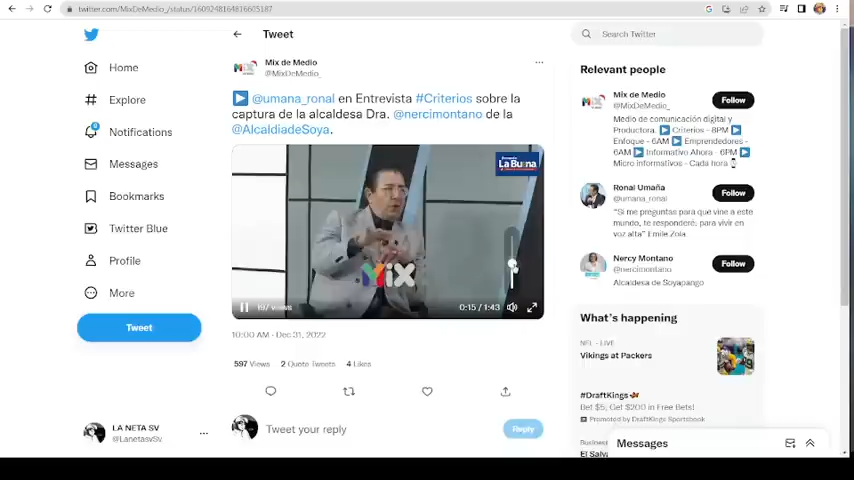 twitter.com/MixDeMedio_/status/1609248164816605187
Home
Explore
Notifications
Messages
Bookmarks
Twitter Blue
Profile
More
Tweet
LA NETA SV
@LanetasvSv
Tweet
Mix de Medio
@MixDeMedio_
@umana_ronal en Entrevista #Criterios sobre la
captura de la alcaldesa Dra. @nercimontano de la
@AlcaldiadeSoya.
La Buena
Mix
197 views
0:15 / 1:43
10:00 AM · Dec 31, 2022
597 Views 2 Quote Tweets 4 Likes
Tweet your reply
Reply
Search Twitter
Relevant people
Mix de Medio
@MixDeMedio_
Follow
Medio de comunicación digital y
Productora. Criterios - 8PM
Enfoque - 6AM Emprendedores -
6AM Informativo Ahora - 6PM
Micro informativos - Cada hora
Ronal Umaña
@umana_ronal
Follow
"Si me preguntas para que vine a este
mundo, te responderé; para vivir en
voz alta" Emile Zola.
Nercy Montano
@nercimontano
Follow
Alcaldesa de Soyapango
What's happening
NFL · LIVE
Vikings at Packers
#DraftKings
Bet $5, Get $200 in Free Bets!
Promoted by DraftKings Sportsbook
Business
El Salva
Messages